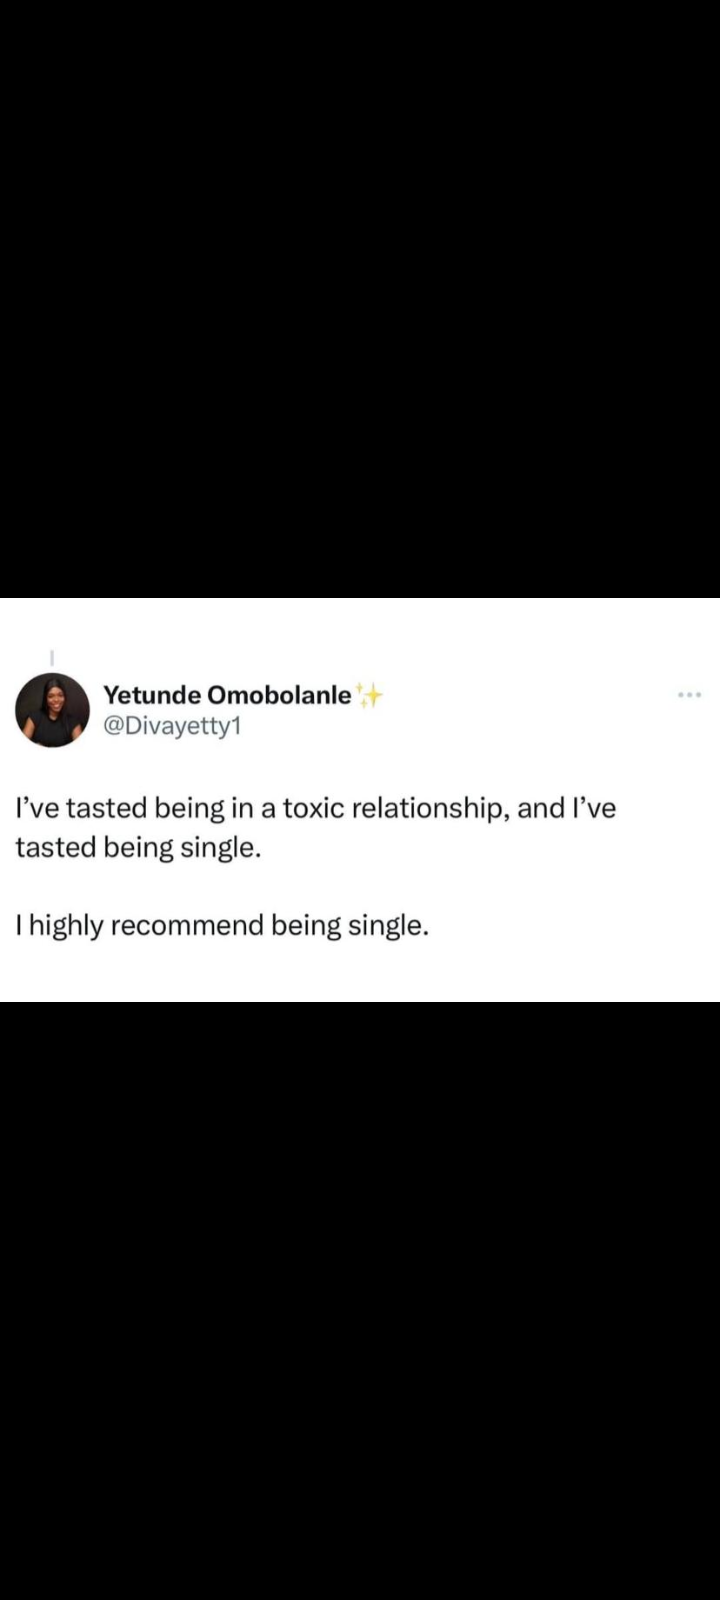 Yetunde Omobolanle✨
@Divayetty1
I’ve tasted being in a toxic relationship, and I’ve
tasted being single.
I highly recommend being single.